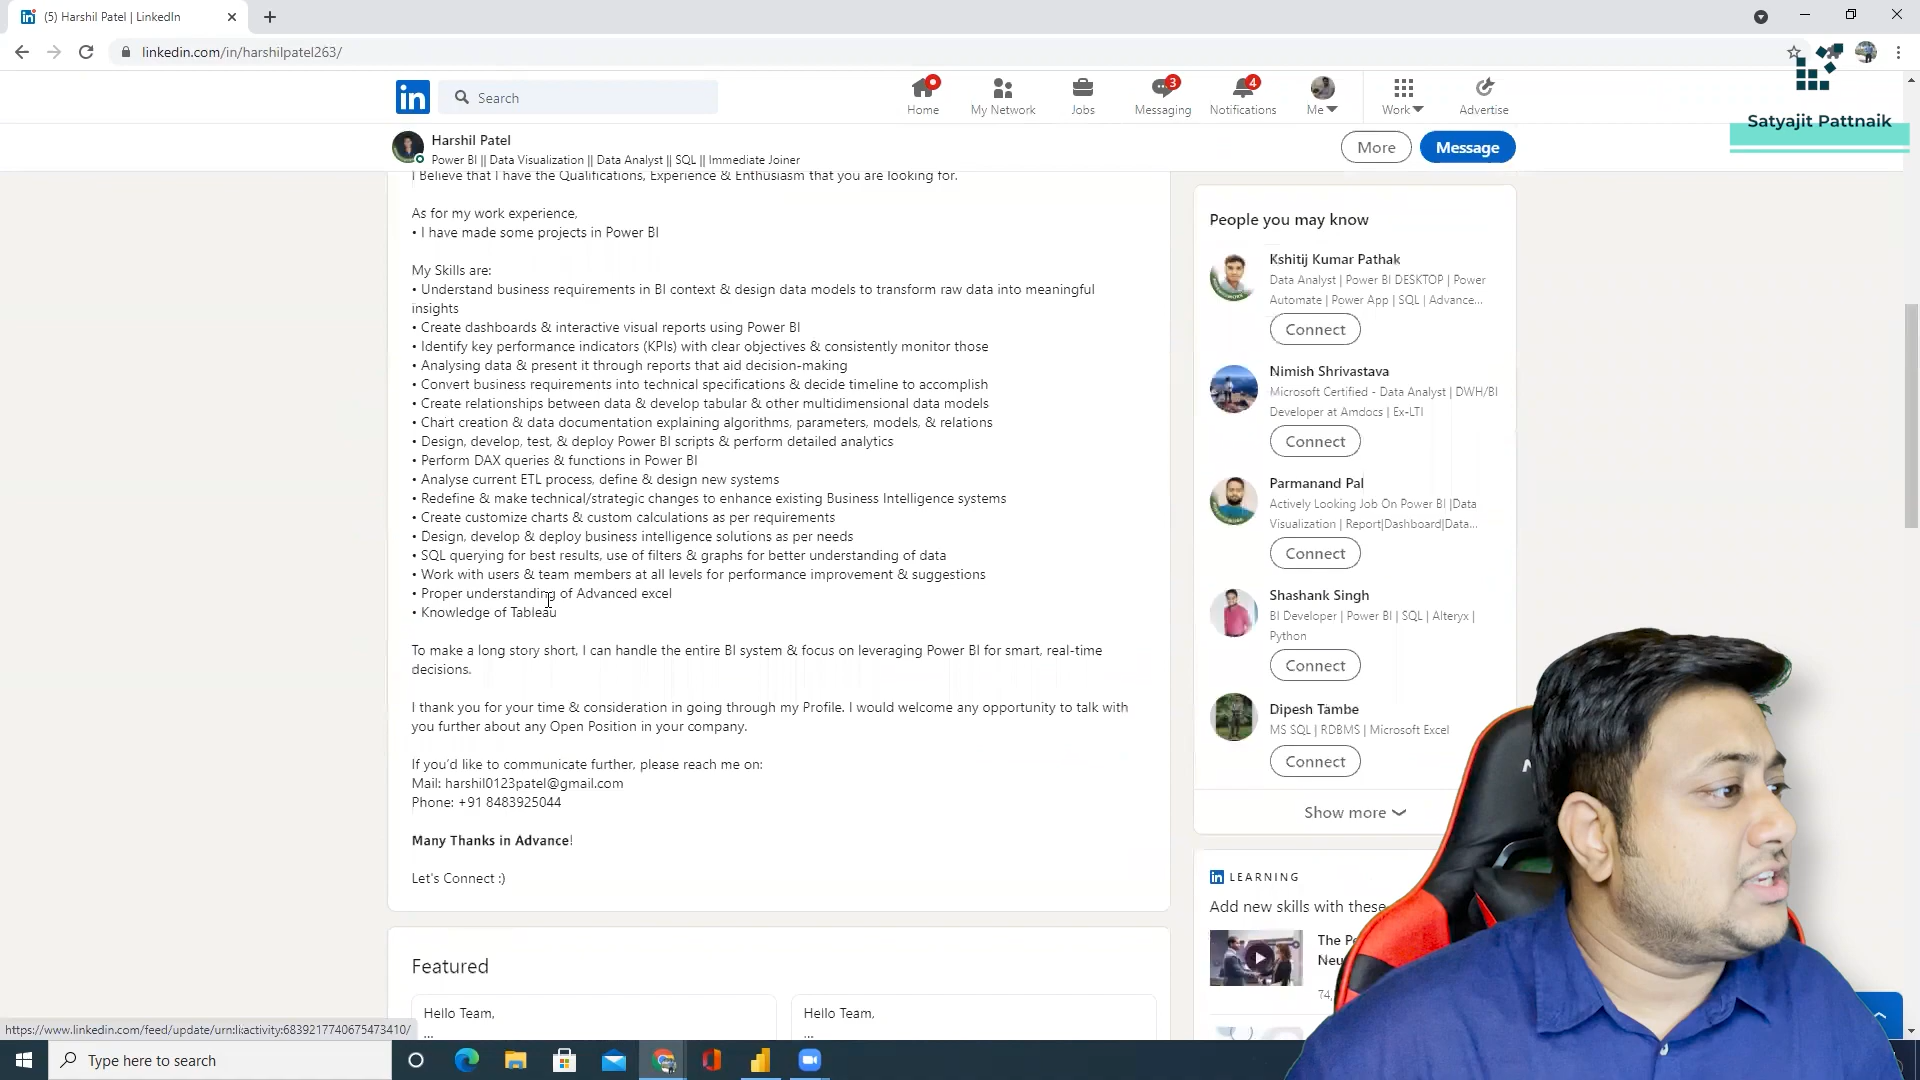 (5) Harshil Patel | LinkedIn
linkedin.com/in/harshilpatel263/
Search
Home
My Network
Jobs
3
Messaging
4
Notifications
Me
Work
Advertise
Satyajit Pattnaik
Harshil Patel
Power BI || Data Visualization || Data Analyst || SQL || Immediate Joiner
More
Message
I Believe that I have the Qualifications, Experience & Enthusiasm that you are looking for.
As for my work experience,
• I have made some projects in Power BI
My Skills are:
• Understand business requirements in BI context & design data models to transform raw data into meaningful
insights
• Create dashboards & interactive visual reports using Power BI
• Identify key performance indicators (KPIs) with clear objectives & consistently monitor those
• Analysing data & present it through reports that aid decision-making
• Convert business requirements into technical specifications & decide timeline to accomplish
• Create relationships between data & develop tabular & other multidimensional data models
• Chart creation & data documentation explaining algorithms, parameters, models, & relations
• Design, develop, test, & deploy Power BI scripts & perform detailed analytics
• Perform DAX queries & functions in Power BI
• Analyse current ETL process, define & design new systems
• Redefine & make technical/strategic changes to enhance existing Business Intelligence systems
• Create customize charts & custom calculations as per requirements
• Design, develop & deploy business intelligence solutions as per needs
• SQL querying for best results, use of filters & graphs for better understanding of data
• Work with users & team members at all levels for performance improvement & suggestions
• Proper understanding of Advanced excel
• Knowledge of Tableau
To make a long story short, I can handle the entire BI system & focus on leveraging Power BI for smart, real-time
decisions.
I thank you for your time & consideration in going through my Profile. I would welcome any opportunity to talk with
you further about any Open Position in your company.
If you'd like to communicate further, please reach me on:
Mail: harshil0123patel@gmail.com
Phone: +91 8483925044
Many Thanks in Advance!
Let's Connect :)
Featured
Hello Team,
...
Hello Team,
...
People you may know
Kshitij Kumar Pathak
Data Analyst | Power BI DESKTOP | Power
Automate | Power App | SQL | Advance...
Connect
Nimish Shrivastava
Microsoft Certified - Data Analyst | DWH/BI
Developer at Amdocs | Ex-LTI
Connect
Parmanand Pal
Actively Looking Job On Power BI |Data
Visualization | Report|Dashboard|Data...
Connect
Shashank Singh
BI Developer | Power BI | SQL | Alteryx |
Python
Connect
Dipesh Tambe
MS SQL | RDBMS | Microsoft Excel
Connect
Show more
in LEARNING
Add new skills with these
The
74,
https://www.linkedin.com/feed/update/urn:li:activity:6839217740675473410/
Type here to search